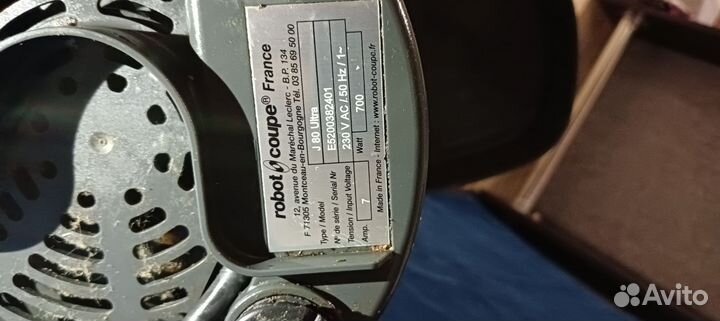 robot coupe® France
12, avenue du Maréchal Leclerc - B.P. 134
F 71305 Montceau-en-Bourgogne Tél. 03 85 69 50 00
Type / Model J 80 Ultra
N° de série / Serial Nr E5200382401
Tension / Input Voltage 230 V AC / 50 Hz / 1~
Amp. 7 Watt 700
Made in France - Internet : www.robot-coupe.fr
Avito